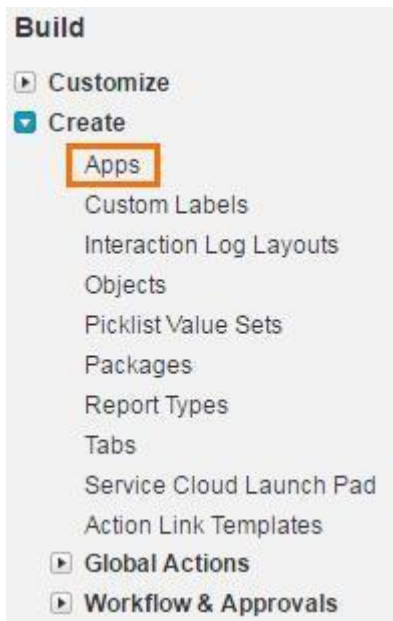 Build
Customize
Create
Apps
Custom Labels
Interaction Log Layouts
Objects
Picklist Value Sets
Packages
Report Types
Tabs
Service Cloud Launch Pad
Action Link Templates
Global Actions
Workflow & Approvals